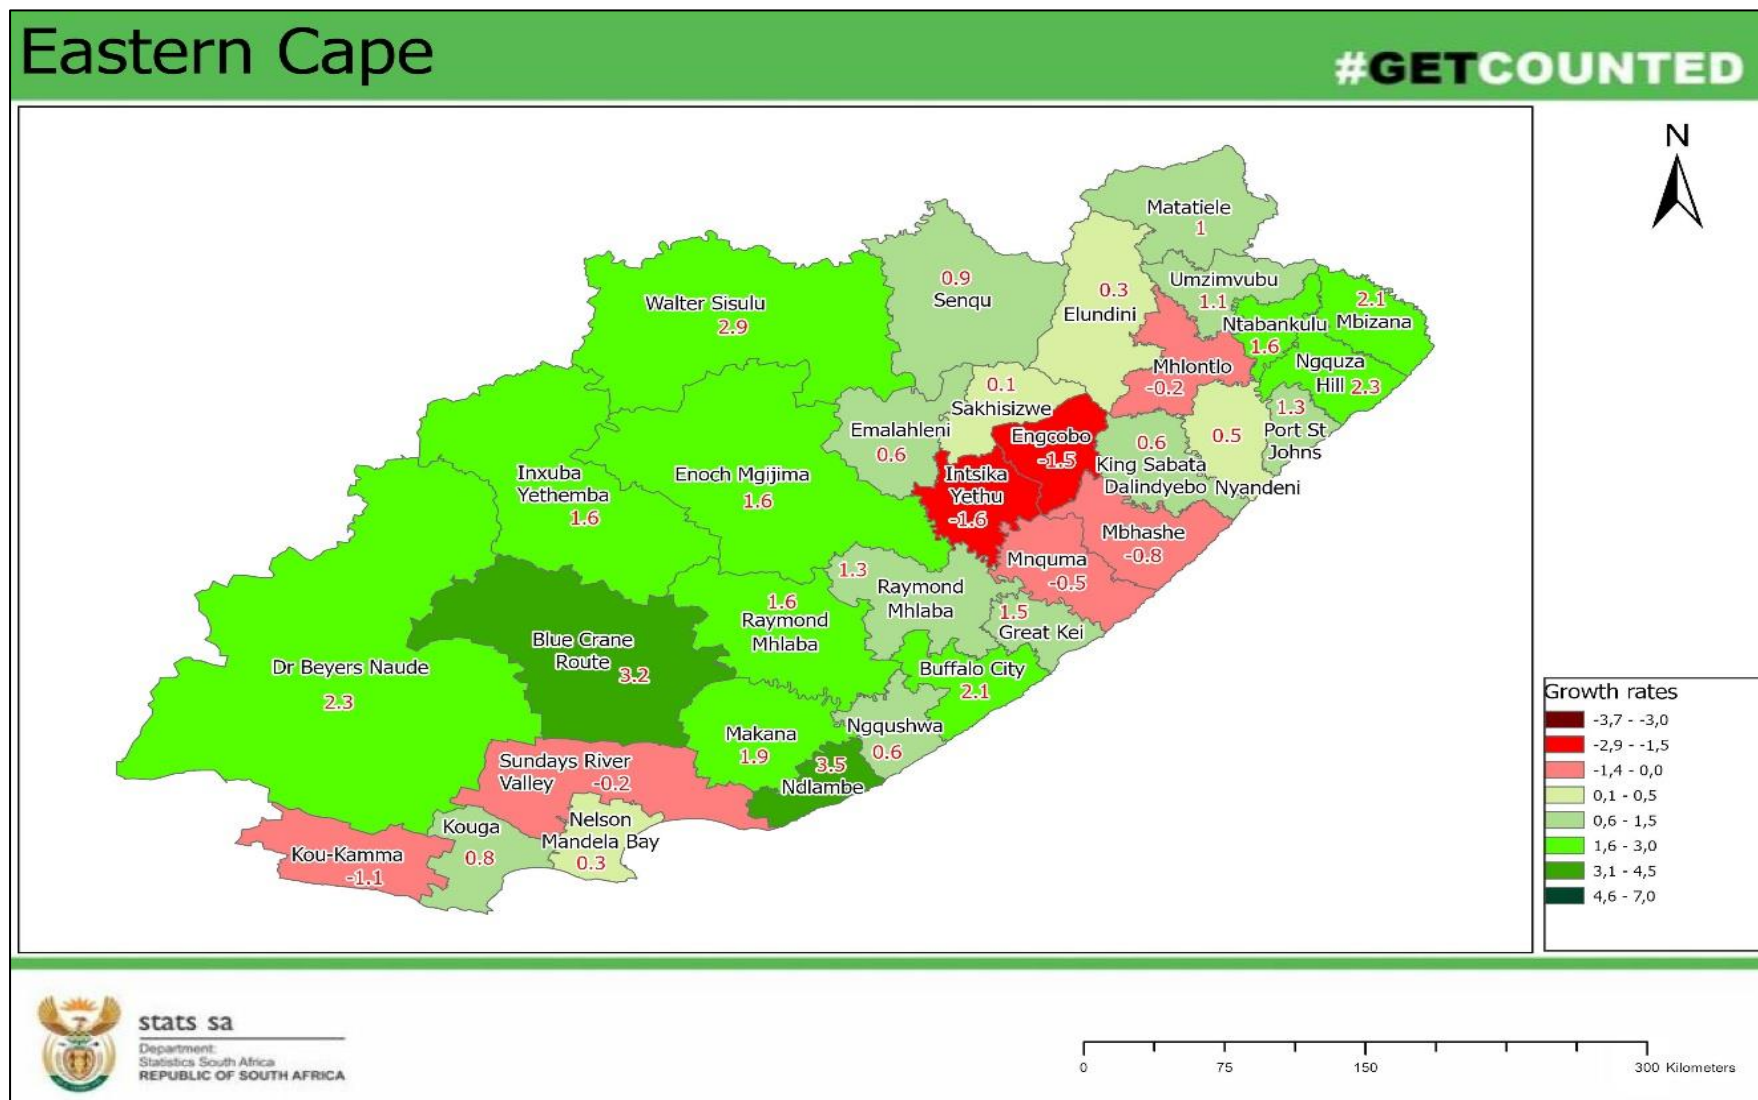 Eastern Cape
#GETCOUNTED
N
Matatiele
1
Umzimvubu
1.1
0.9
Senqu
0.3
Elundini
Walter Sisulu
2.9
2.1
Mbizana
Ntabankulu
1.6
Ngquza
Hill 2.3
Mhlontlo
-0.2
0.1
Sakhisizwe
1.3
Port St
Johns
Emalahleni
0.6
Engcobo
-1.5
0.6
King Sabata
Dalindyebo
0.5
Nyandeni
Inxuba
Yethemba
1.6
Enoch Mgijima
1.6
Intsika
Yethu
-1.6
Mbhashe
-0.8
Mnquma
-0.5
1.3
Raymond
Mhlaba
1.5
Great Kei
1.6
Raymond
Mhlaba
Blue Crane
Route 3.2
Dr Beyers Naude
2.3
Buffalo City
2.1
Ngqushwa
0.6
Makana
1.9
3.5
Ndlambe
Sundays River
Valley -0.2
Nelson
Mandela Bay
0.3
Kouga
0.8
Kou-Kamma
-1.1
Growth rates
-3,7 - -3,0
-2,9 - -1,5
-1,4 - 0,0
0,1 - 0,5
0,6 - 1,5
1,6 - 3,0
3,1 - 4,5
4,6 - 7,0
stats sa
Department:
Statistics South Africa
REPUBLIC OF SOUTH AFRICA
0 75 150 300 Kilometers